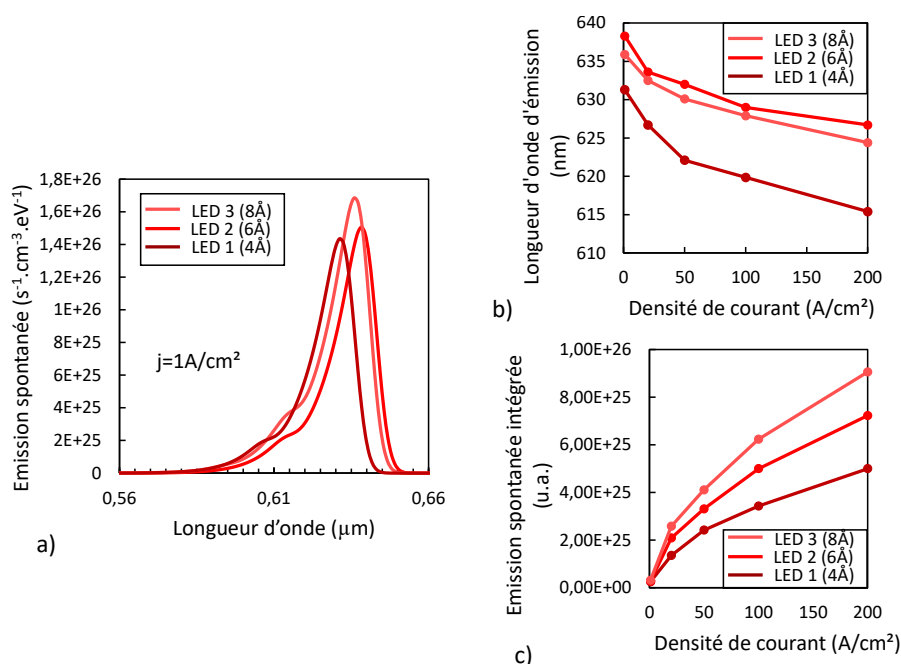 Emission spontanée (s⁻¹.cm⁻³.eV⁻¹)
1,8E+26
1,6E+26
1,4E+26
1,2E+26
1E+26
8E+25
6E+25
4E+25
2E+25
0
LED 3 (8Å)
LED 2 (6Å)
LED 1 (4Å)
j=1A/cm²
0,56
0,61
0,66
Longueur d'onde (μm)
a)
Longueur d'onde d'émission
(nm)
640
635
630
625
620
615
610
LED 3 (8Å)
LED 2 (6Å)
LED 1 (4Å)
0
50
100
150
200
Densité de courant (A/cm²)
b)
Emission spontanée intégrée
(u.a.)
1,00E+26
8,00E+25
6,00E+25
4,00E+25
2,00E+25
0,00E+00
LED 3 (8Å)
LED 2 (6Å)
LED 1 (4Å)
0
50
100
150
200
Densité de courant (A/cm²)
c)